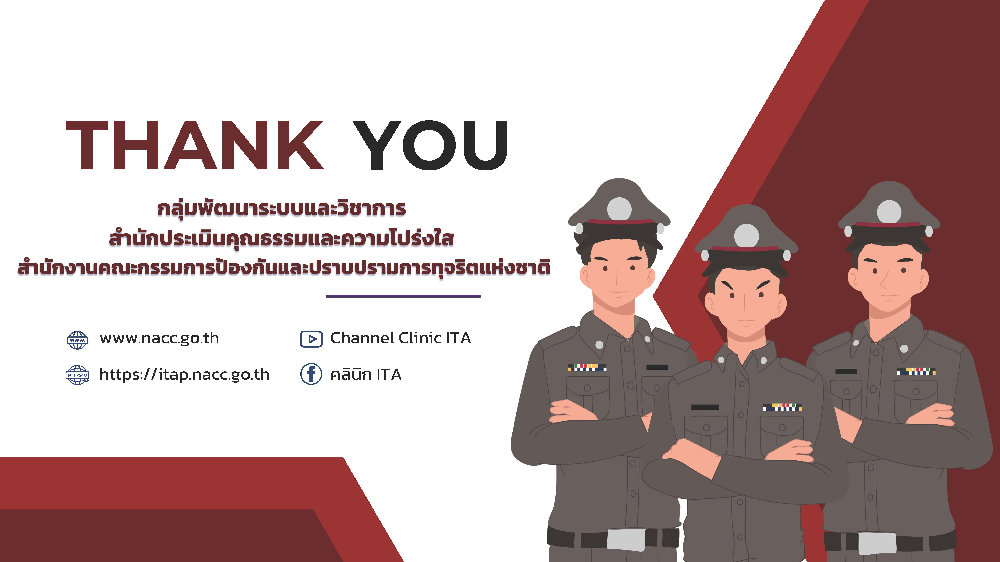 THANK YOU
กลุ่มพัฒนาระบบและวิชาการ
สำนักประเมินคุณธรรมและความโปร่งใส
สำนักงานคณะกรรมการป้องกันและปราบปรามการทุจริตแห่งชาติ
WWW. www.nacc.go.th
HTTPS:// https://itap.nacc.go.th
Channel Clinic ITA
f คลินิก ITA